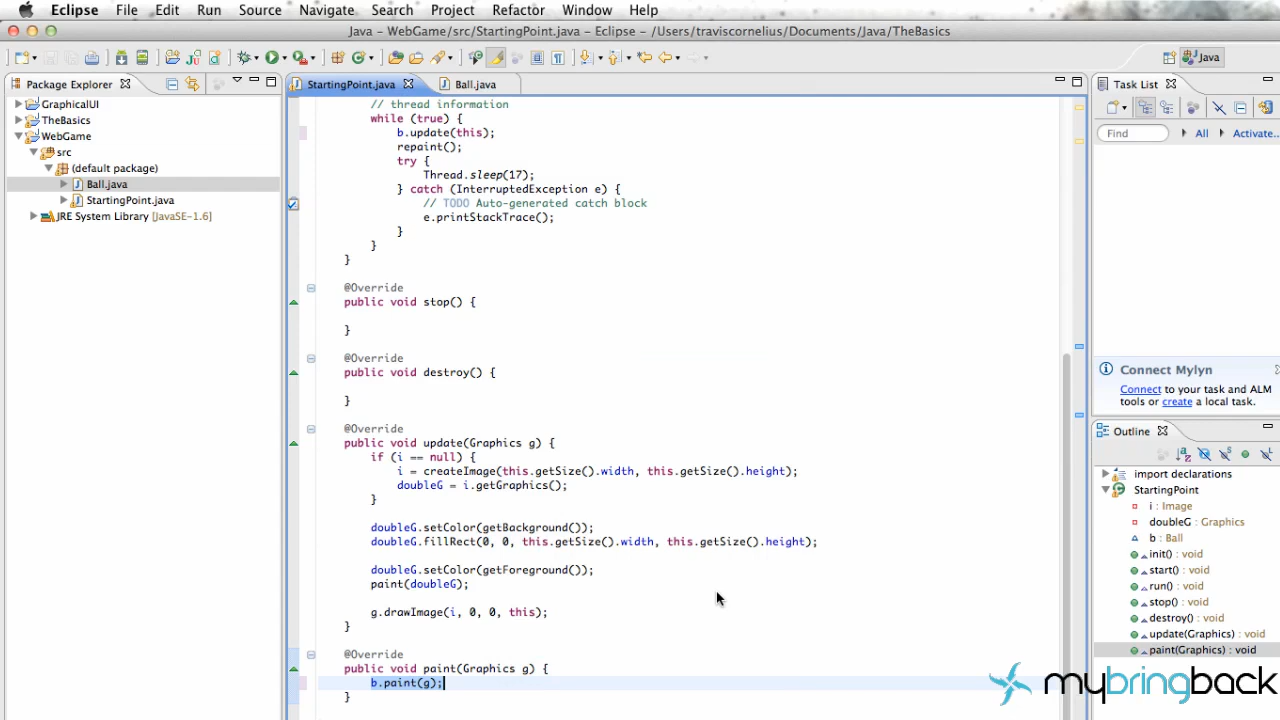 Eclipse File Edit Source Navigate Search Project Refactor Window Help
Java – WebGame/src/StartingPoint.java – Eclipse – /Users/traviscornelius/Documents/Java/TheBasics
Java
Package Explorer
GraphicalUI
TheBasics
WebGame
src
(default package)
Ball.java
StartingPoint.java
JRE System Library [JavaSE-1.6]
StartingPoint.java Ball.java
// thread information
while (true) {
b.update(this);
repaint();
try {
Thread.sleep(17);
} catch (InterruptedException e) {
// TODO Auto-generated catch block
e.printStackTrace();
}
}
}
@Override
public void stop() {
}
@Override
public void destroy() {
}
@Override
public void update(Graphics g) {
if (i == null) {
i = createImage(this.getSize().width, this.getSize().height);
doubleG = i.getGraphics();
}
doubleG.setColor(getBackground());
doubleG.fillRect(0, 0, this.getSize().width, this.getSize().height);
doubleG.setColor(getForeground());
paint(doubleG);
g.drawImage(i, 0, 0, this);
}
@Override
public void paint(Graphics g) {
b.paint(g);
}
Task List
Find All Activate...
Connect Mylyn
Connect to your task and ALM
tools or create a local task.
Outline
import declarations
StartingPoint
i : Image
doubleG : Graphics
b : Ball
init() : void
start() : void
run() : void
stop() : void
destroy() : void
update(Graphics) : void
paint(Graphics) : void
mybringback